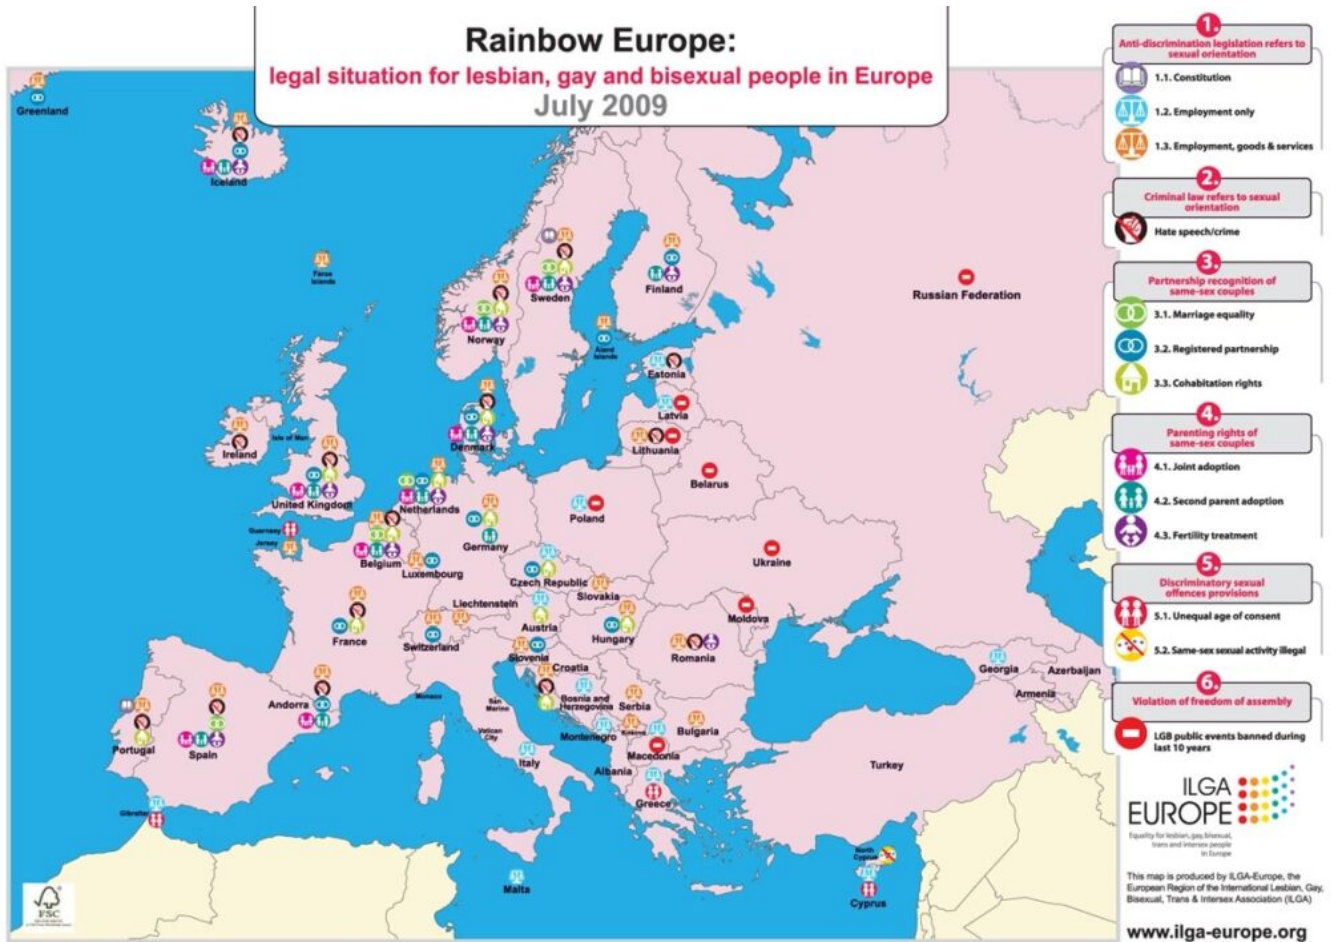 Rainbow Europe:
legal situation for lesbian, gay and bisexual people in Europe
July 2009
Greenland
Iceland
Faroe
Islands
Sweden
Finland
Norway
Aland
Islands
Russian Federation
Estonia
Latvia
Lithuania
Denmark
Isle of Man
Ireland
United Kingdom
Netherlands
Belarus
Poland
Guernsey
Jersey
Belgium
Germany
Luxembourg
Ukraine
Czech Republic
Slovakia
Liechtenstein
Austria
Moldova
France
Switzerland
Hungary
Slovenia
Romania
Croatia
Georgia
Azerbaijan
Armenia
Andorra
Monaco
San
Marino
Bosnia and
Herzegovina
Serbia
Vatican
City
Montenegro
Kosovo
Bulgaria
Portugal
Spain
Italy
Macedonia
Albania
Turkey
Greece
Gibraltar
North
Cyprus
Malta
Cyprus
FSC
1.
Anti-discrimination legislation refers to
sexual orientation
1.1. Constitution
1.2. Employment only
1.3. Employment, goods & services
2.
Criminal law refers to sexual
orientation
Hate speech/crime
3.
Partnership recognition of
same-sex couples
3.1. Marriage equality
3.2. Registered partnership
3.3. Cohabitation rights
4.
Parenting rights of
same-sex couples
4.1. Joint adoption
4.2. Second parent adoption
4.3. Fertility treatment
5.
Discriminatory sexual
offences provisions
5.1. Unequal age of consent
5.2. Same-sex sexual activity illegal
6.
Violation of freedom of assembly
LGB public events banned during
last 10 years
ILGA
EUROPE
Equality for lesbian, gay, bisexual,
trans and intersex people
in Europe
This map is produced by ILGA-Europe, the
European Region of the International Lesbian, Gay,
Bisexual, Trans & Intersex Association (ILGA)
www.ilga-europe.org